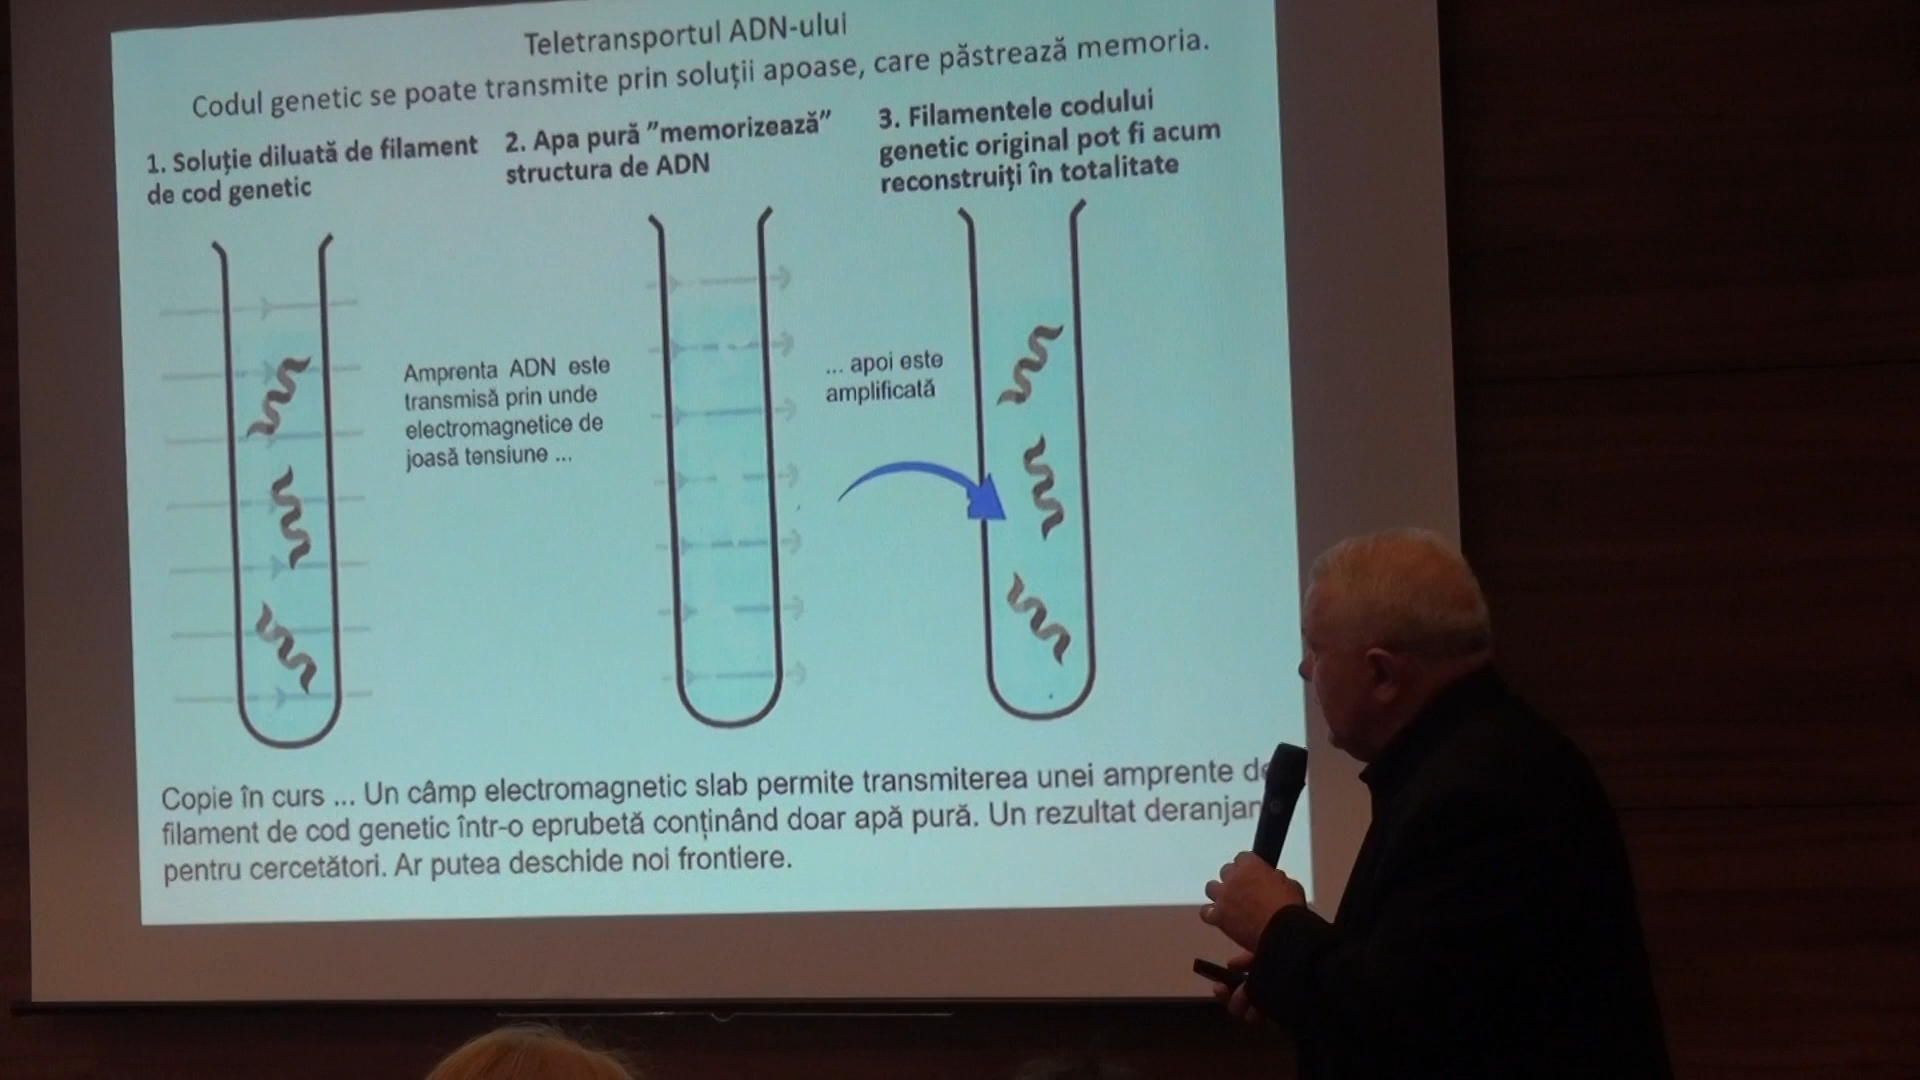 Teletransportul ADN-ului
Codul genetic se poate transmite prin soluții apoase, care păstrează memoria.
1. Soluție diluată de filament
de cod genetic
2. Apa pură ”memorizează”
structura de ADN
3. Filamentele codului
genetic original pot fi acum
reconstruiți în totalitate
Amprenta ADN este
transmisă prin unde
electromagnetice de
joasă tensiune ...
... apoi este
amplificată
Copie în curs ... Un câmp electromagnetic slab permite transmiterea unei amprente
filament de cod genetic într-o eprubetă conținând doar apă pură. Un rezultat
pentru cercetători. Ar putea deschide noi frontiere.